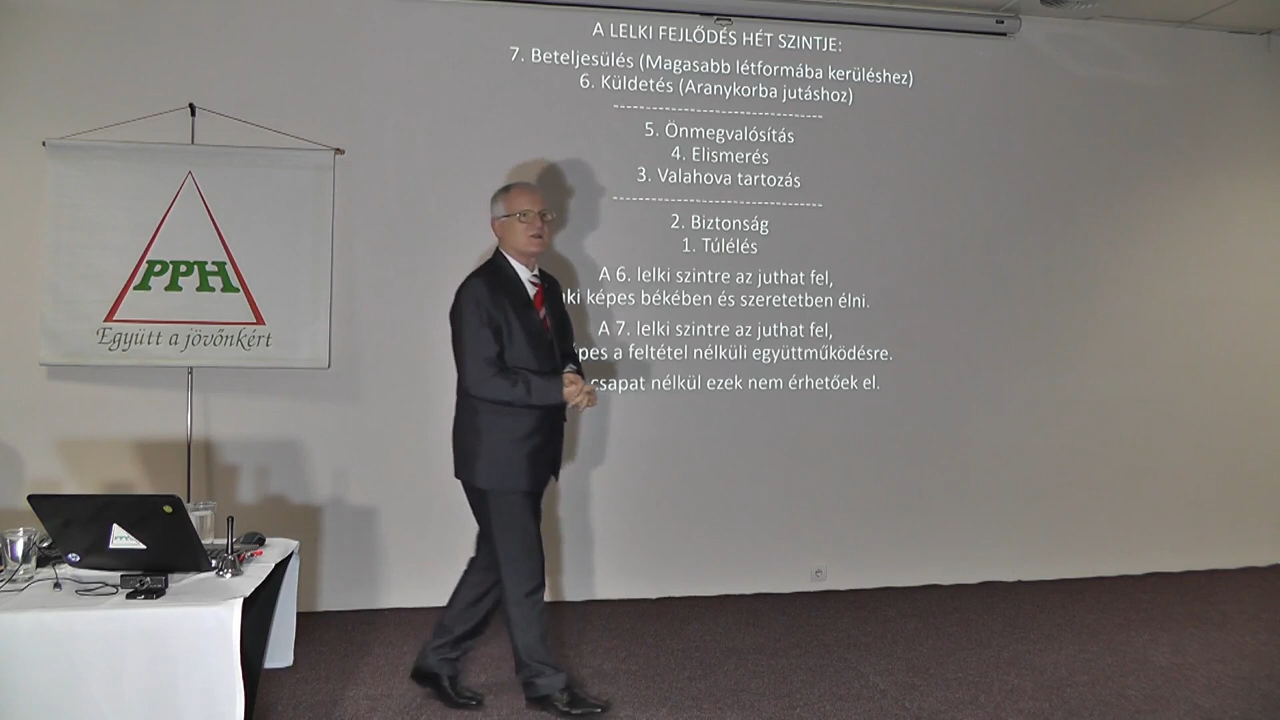 A LELKI FEJLŐDÉS HÉT SZINTJE:
7. Beteljesülés (Magasabb létformába kerüléshez)
6. Küldetés (Aranykorba jutáshoz)
--------------------------------
5. Önmegvalósítás
4. Elismerés
3. Valahova tartozás
--------------------------------
2. Biztonság
1. Túlélés
A 6. lelki szintre az juthat fel,
aki képes békében és szeretetben élni.
A 7. lelki szintre az juthat fel,
a feltétel nélküli együttműködésre.
csapat nélkül ezek nem érhetőek el.
PPH
Együtt a jövőnkért